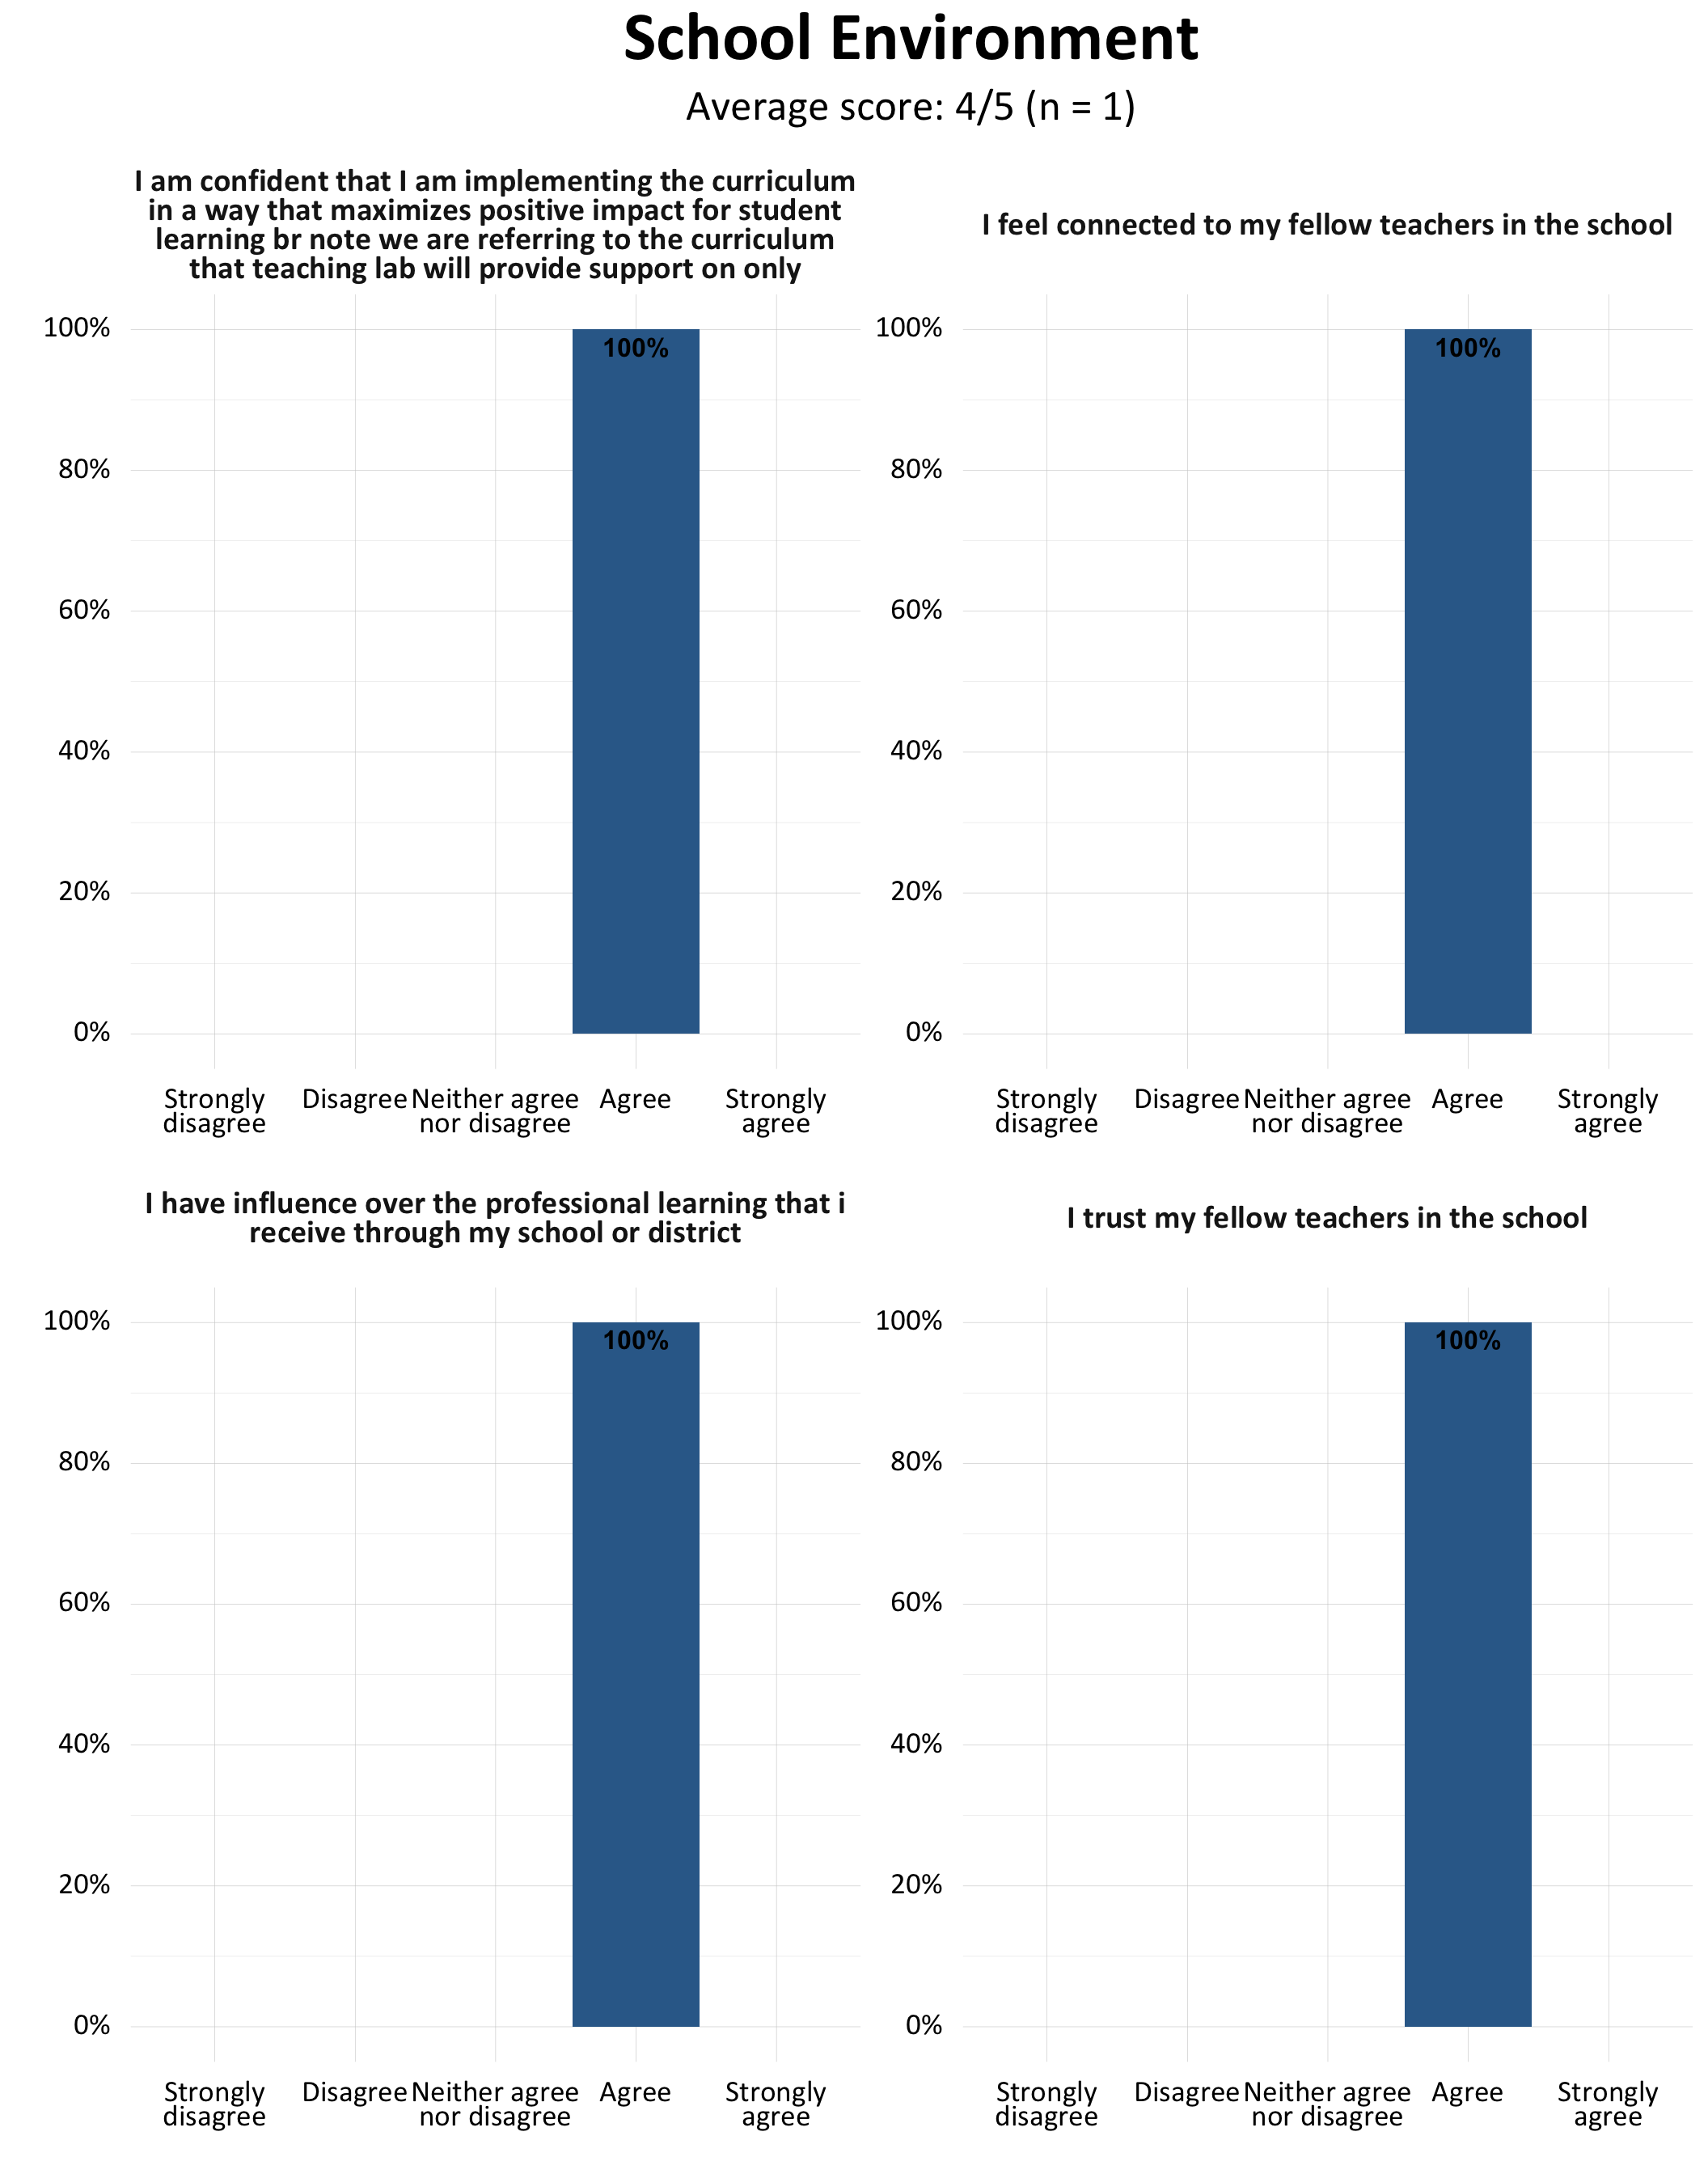 School Environment
Average score: 4/5 (n = 1)
I am confident that I am implementing the curriculum
in a way that maximizes positive impact for student
learning br note we are referring to the curriculum
that teaching lab will provide support on only
100%
80%
60%
40%
20%
0%
100%
Strongly
disagree
Disagree
Neither agree
nor disagree
Agree
Strongly
agree
I feel connected to my fellow teachers in the school
100%
80%
60%
40%
20%
0%
100%
Strongly
disagree
Disagree
Neither agree
nor disagree
Agree
Strongly
agree
I have influence over the professional learning that i
receive through my school or district
100%
80%
60%
40%
20%
0%
100%
Strongly
disagree
Disagree
Neither agree
nor disagree
Agree
Strongly
agree
I trust my fellow teachers in the school
100%
80%
60%
40%
20%
0%
100%
Strongly
disagree
Disagree
Neither agree
nor disagree
Agree
Strongly
agree